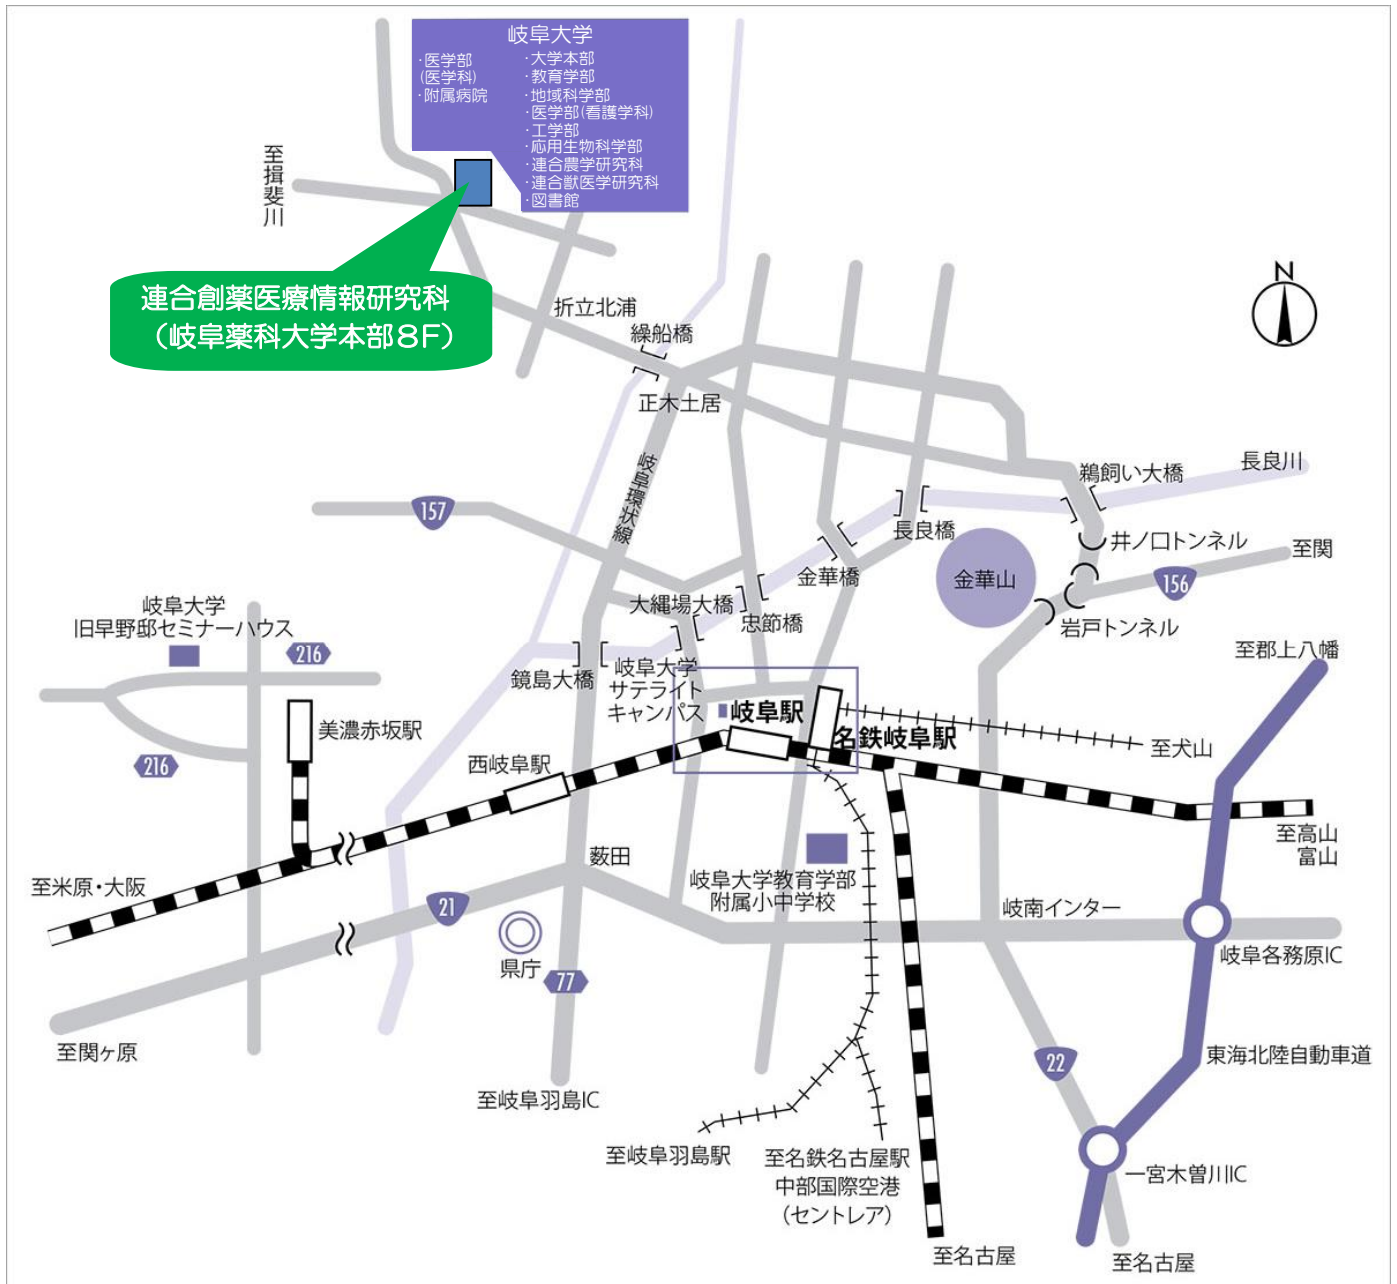 岐阜大学
・医学部
(医学科)
・附属病院
・大学本部
・教育学部
・地域科学部
・医学部(看護学科)
・工学部
・応用生物科学部
・連合農学研究科
・連合獣医学研究科
・図書館
至揖斐川
連合創薬医療情報研究科
（岐阜薬科大学本部８F）
N
折立北浦
繰船橋
正木土居
岐阜環状線
鵜飼い大橋
長良川
157
長良橋
井ノ口トンネル
至関
金華橋
金華山
156
岐阜大学
旧早野邸セミナーハウス
大縄場大橋
忠節橋
岩戸トンネル
216
鏡島大橋
岐阜大学
サテライト
キャンパス
至郡上八幡
岐阜駅
美濃赤坂駅
名鉄岐阜駅
至犬山
216
西岐阜駅
至高山
富山
薮田
至米原・大阪
岐阜大学教育学部
附属小中学校
21
岐南インター
県庁
岐阜各務原IC
77
至関ヶ原
東海北陸自動車道
22
至岐阜羽島IC
至岐阜羽島駅
至名鉄名古屋駅
中部国際空港
（セントレア）
一宮木曽川IC
至名古屋
至名古屋